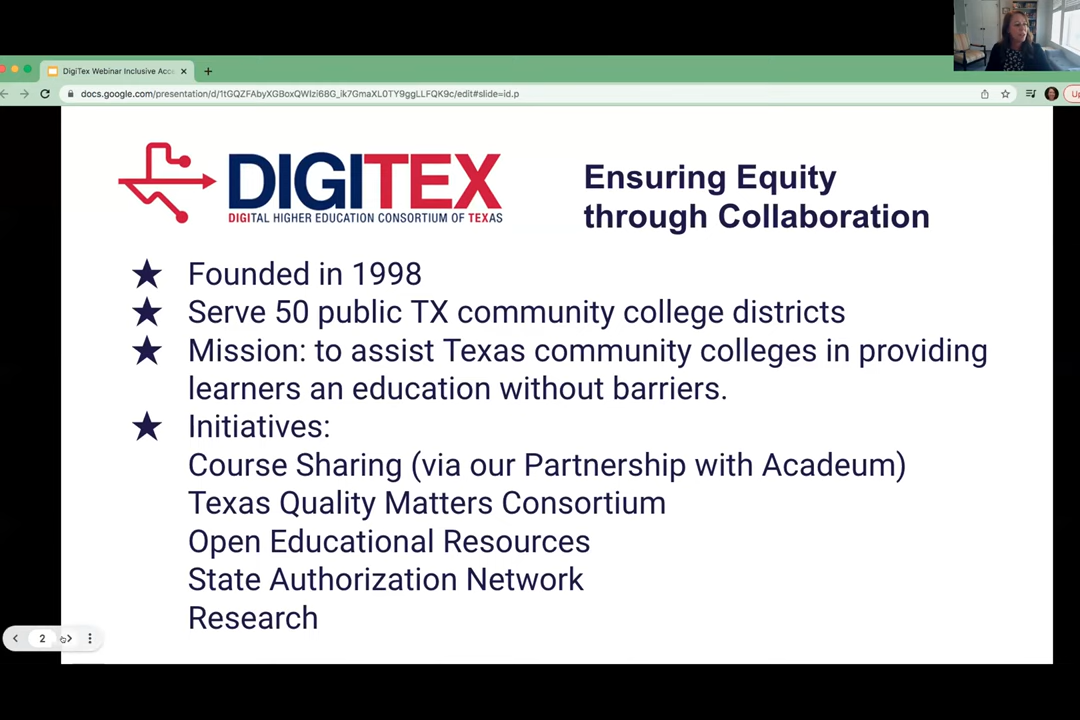 DigiTex Webinar Inclusive Acce
docs.google.com/presentation/d/1tGQZFAbyXGBoxQWIzi68G_ik7GmaXL0TY9ggLLFQK9c/edit#slide=id.p
Up
DIGITEX
DIGITAL HIGHER EDUCATION CONSORTIUM OF TEXAS
Ensuring Equity
through Collaboration
★ Founded in 1998
★ Serve 50 public TX community college districts
★ Mission: to assist Texas community colleges in providing
learners an education without barriers.
★ Initiatives:
Course Sharing (via our Partnership with Acadeum)
Texas Quality Matters Consortium
Open Educational Resources
State Authorization Network
Research
2